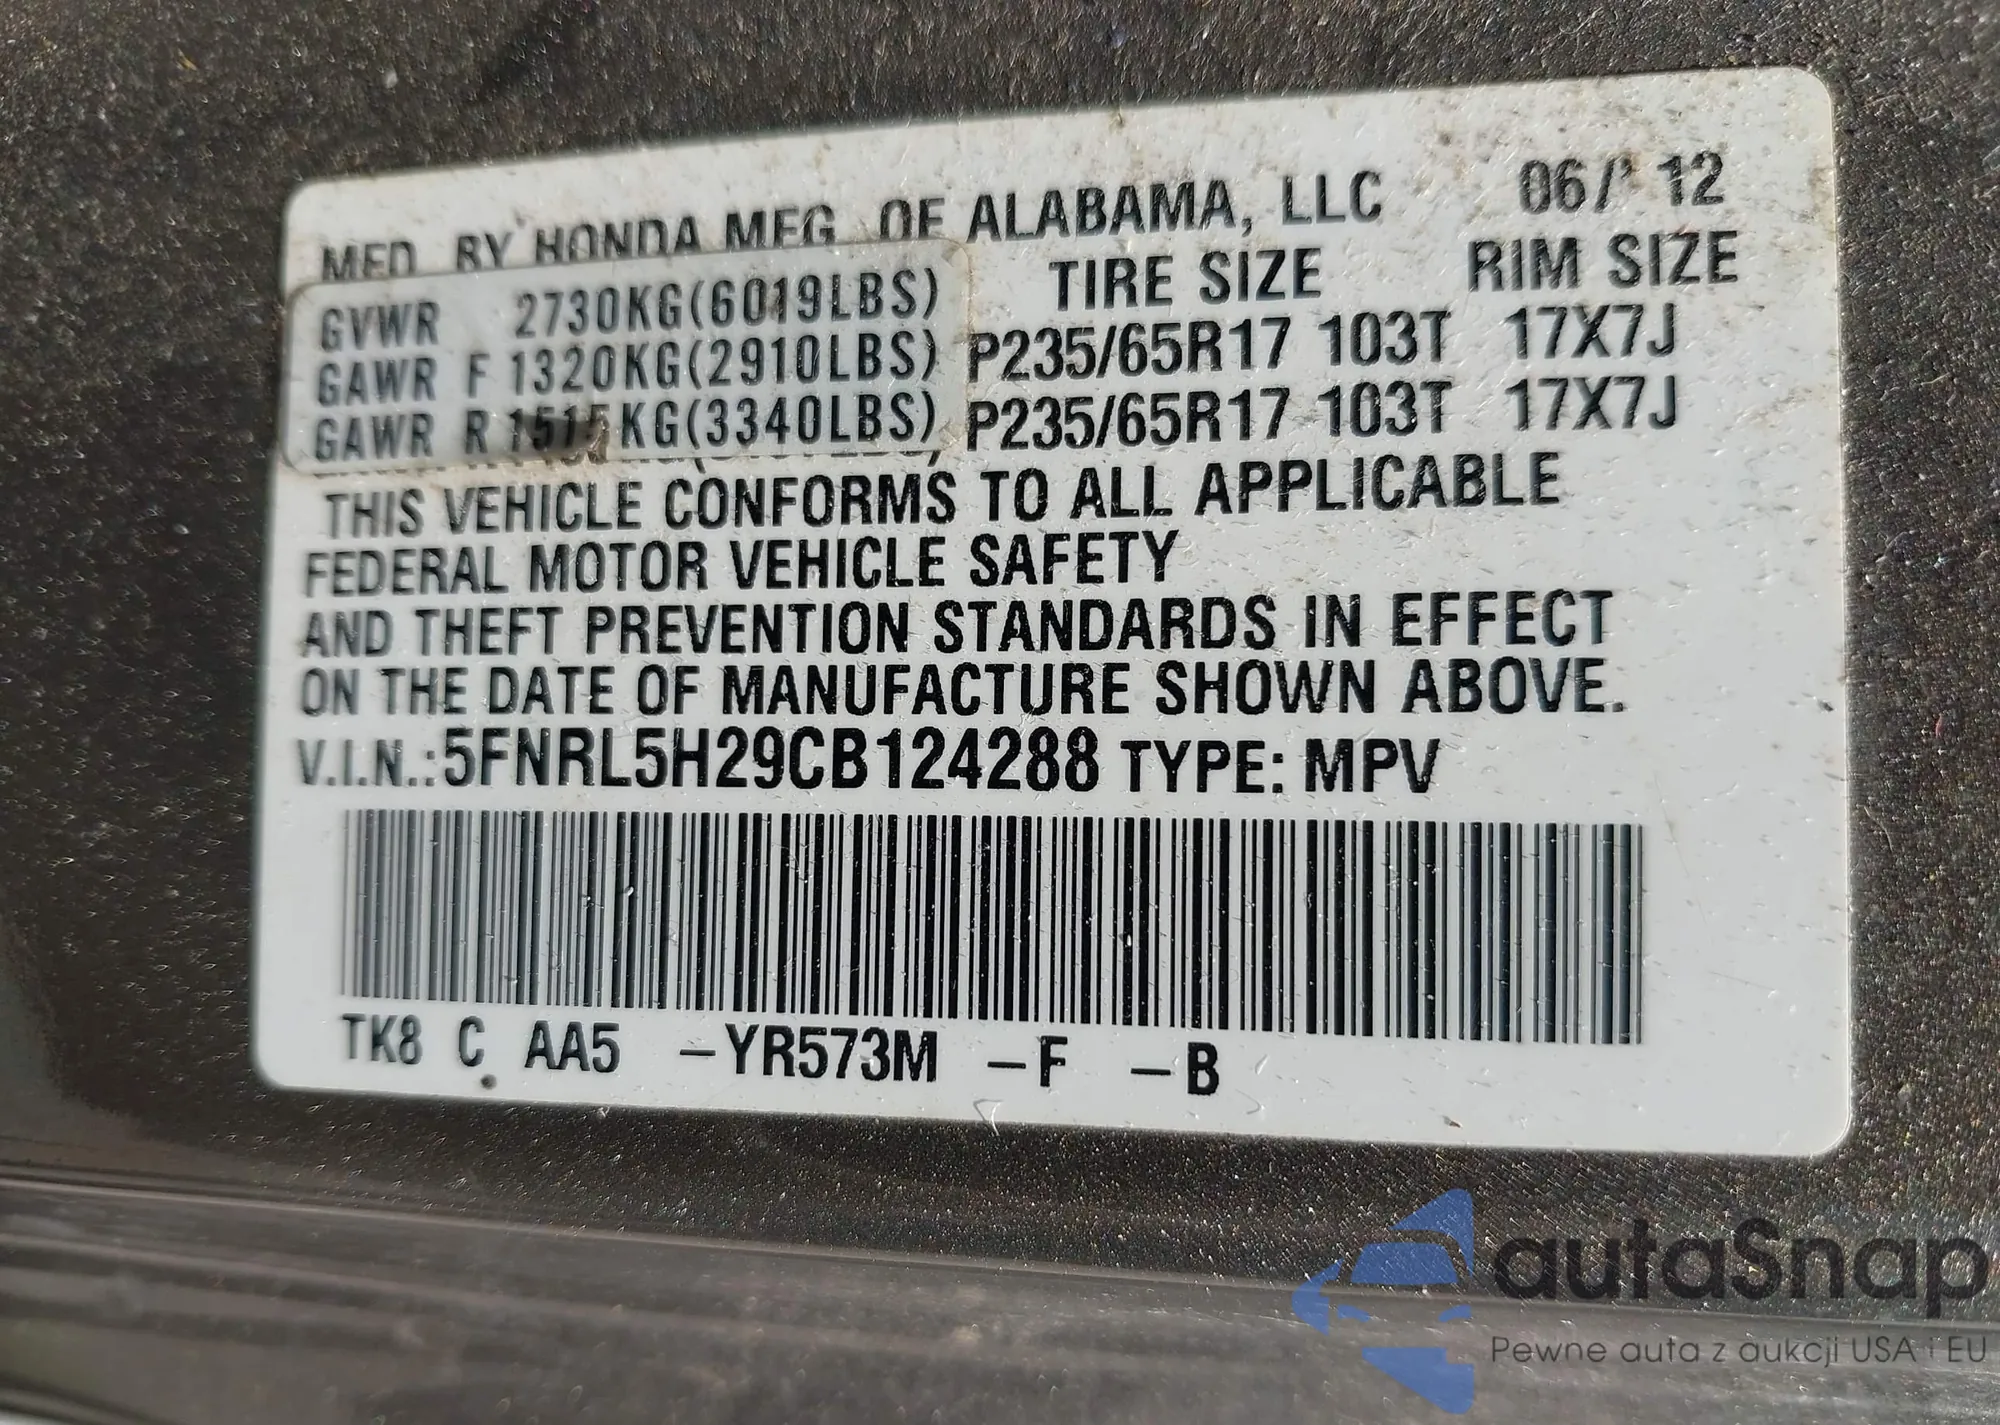 MFD. BY HONDA MFG. OF ALABAMA, LLC 06/' 12
TIRE SIZE RIM SIZE
GVWR 2730KG(6019LBS)
GAWR F 1320KG(2910LBS) P235/65R17 103T 17X7J
GAWR R 1515KG(3340LBS) P235/65R17 103T 17X7J
THIS VEHICLE CONFORMS TO ALL APPLICABLE
FEDERAL MOTOR VEHICLE SAFETY
AND THEFT PREVENTION STANDARDS IN EFFECT
ON THE DATE OF MANUFACTURE SHOWN ABOVE.
V.I.N.:5FNRL5H29CB124288 TYPE: MPV
TK8 C AA5 -YR573M -F -B
autaSnap
Pewne auta z aukcji USA i EU